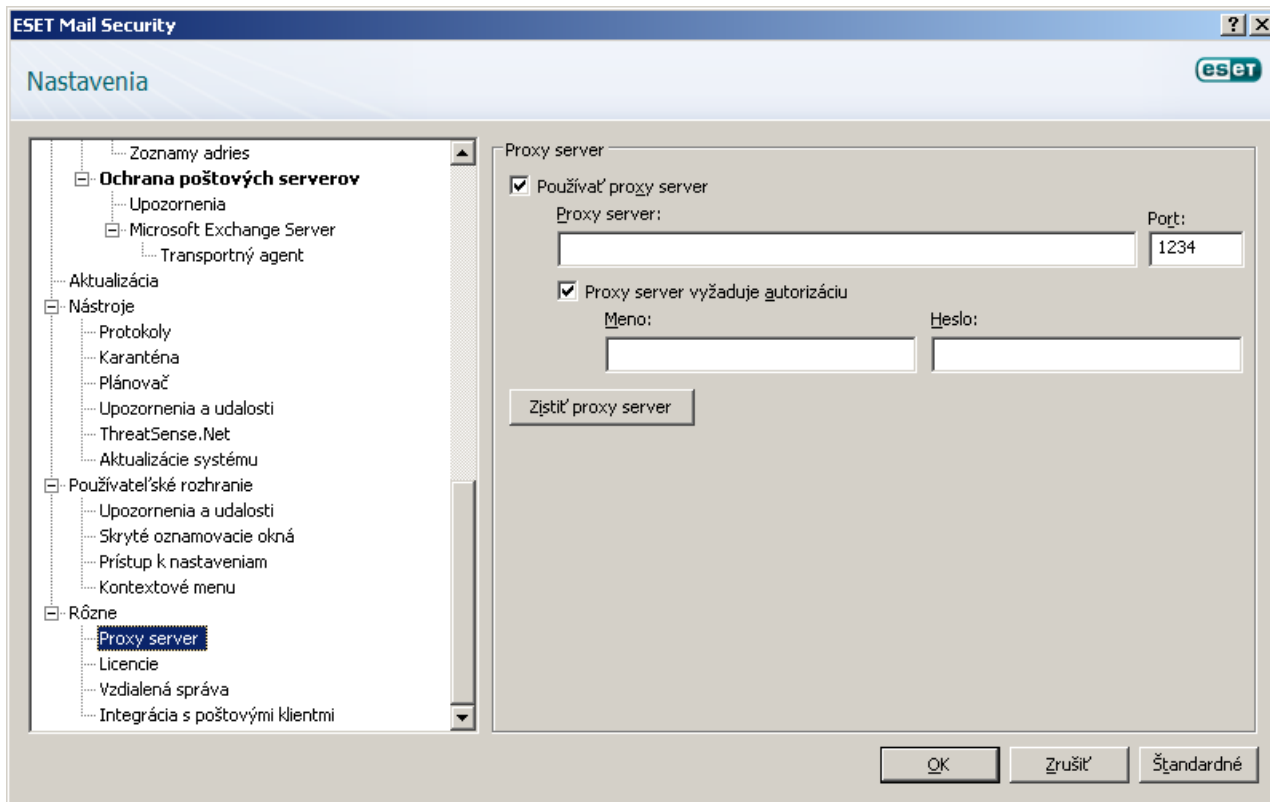 ESET Mail Security
Nastavenia
eset
Zoznamy adries
Ochrana poštových serverov
Upozornenia
Microsoft Exchange Server
Transportný agent
Aktualizácia
Nástroje
Protokoly
Karanténa
Plánovač
Upozornenia a udalosti
ThreatSense.Net
Aktualizácie systému
Používateľské rozhranie
Upozornenia a udalosti
Skryté oznamovacie okná
Prístup k nastaveniam
Kontextové menu
Rôzne
Proxy server
Licencie
Vzdialená správa
Integrácia s poštovými klientmi
Proxy server
Používať proxy server
Proxy server:
Port:
1234
Proxy server vyžaduje autorizáciu
Meno:
Heslo:
Zistiť proxy server
OK
Zrušiť
Štandardné